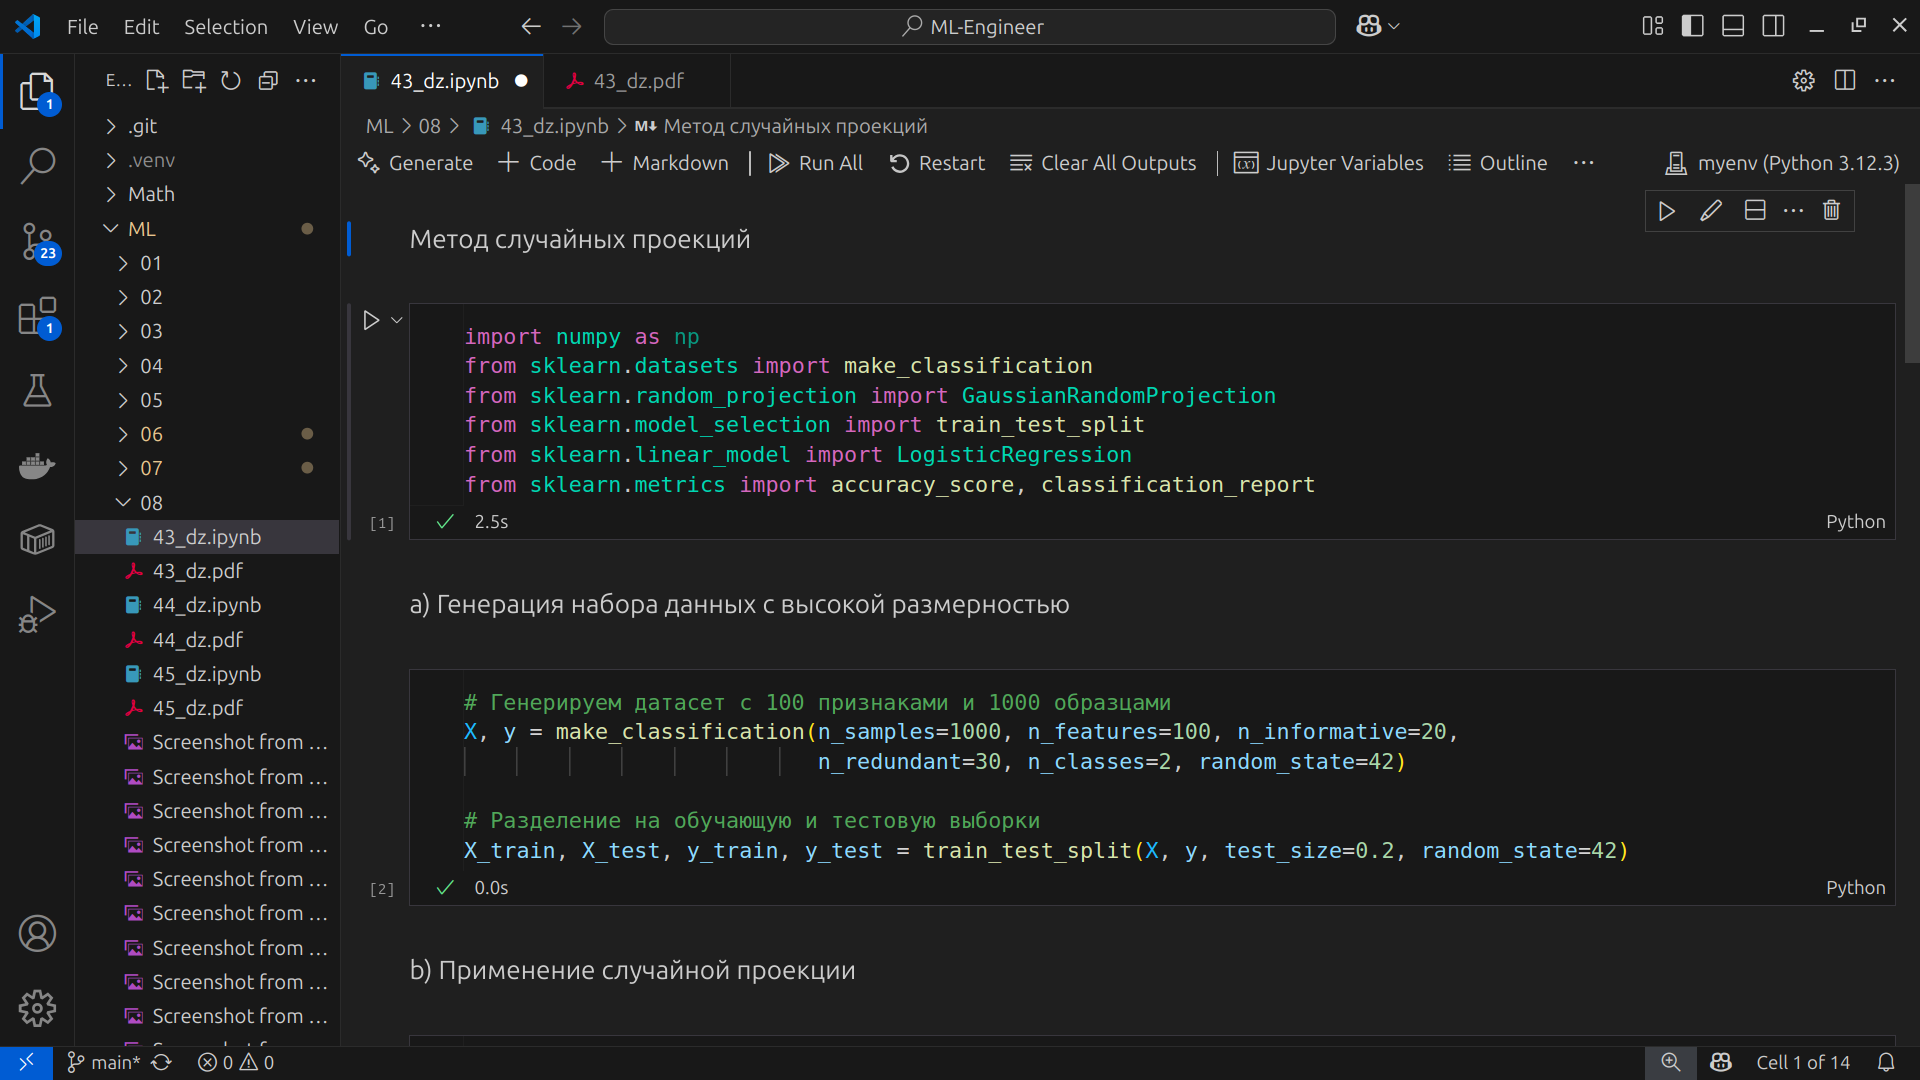 File Edit Selection View Go ···
ML-Engineer
E...
1
.git
.venv
Math
ML
01
02
03
04
05
06
07
08
43_dz.ipynb
43_dz.pdf
44_dz.ipynb
44_dz.pdf
45_dz.ipynb
45_dz.pdf
Screenshot from ...
Screenshot from ...
Screenshot from ...
Screenshot from ...
Screenshot from ...
Screenshot from ...
Screenshot from ...
Screenshot from ...
Screenshot from ...
23
1
43_dz.ipynb 43_dz.pdf
ML > 08 > 43_dz.ipynb > M↓ Метод случайных проекций
Generate + Code + Markdown | Run All Restart Clear All Outputs | Jupyter Variables Outline ··· myenv (Python 3.12.3)
Метод случайных проекций
import numpy as np
from sklearn.datasets import make_classification
from sklearn.random_projection import GaussianRandomProjection
from sklearn.model_selection import train_test_split
from sklearn.linear_model import LogisticRegression
from sklearn.metrics import accuracy_score, classification_report
[1] 2.5s Python
a) Генерация набора данных с высокой размерностью
# Генерируем датасет с 100 признаками и 1000 образцами
X, y = make_classification(n_samples=1000, n_features=100, n_informative=20,
n_redundant=30, n_classes=2, random_state=42)
# Разделение на обучающую и тестовую выборки
X_train, X_test, y_train, y_test = train_test_split(X, y, test_size=0.2, random_state=42)
[2] 0.0s Python
b) Применение случайной проекции
main* 0 0 Cell 1 of 14